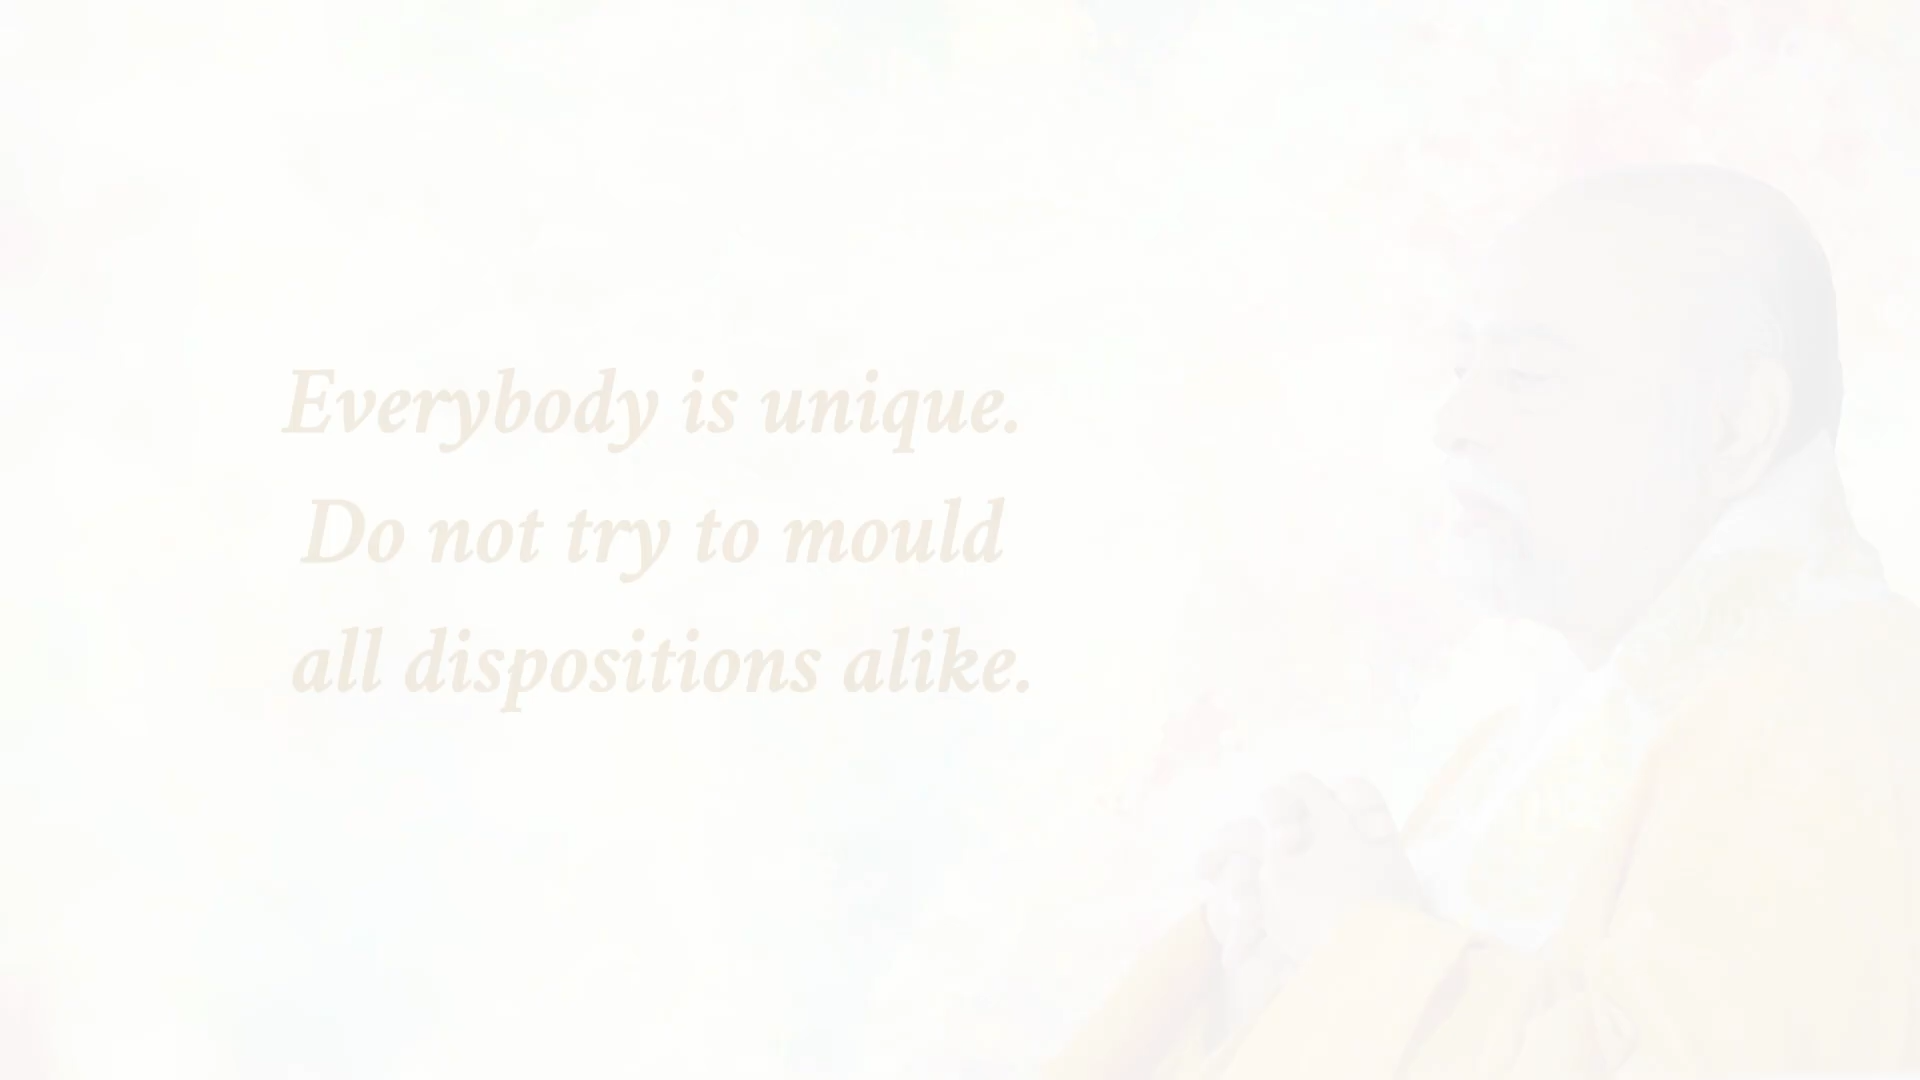 Everybody is unique.
Do not try to mould
all dispositions alike.